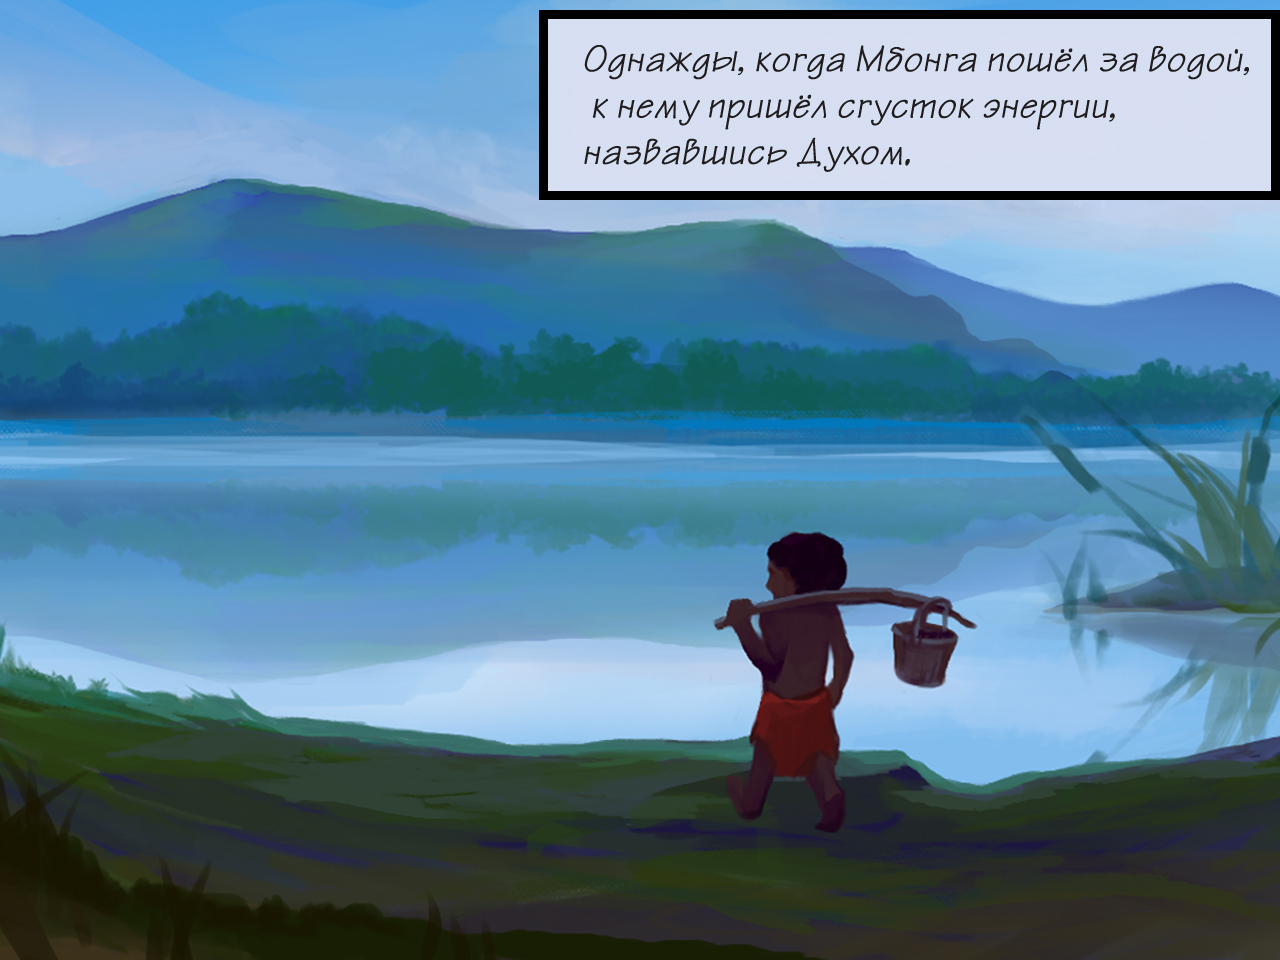 Однажды, когда Мбонга пошёл за водой,
к нему пришёл сгусток энергии,
назвавшись Духом.